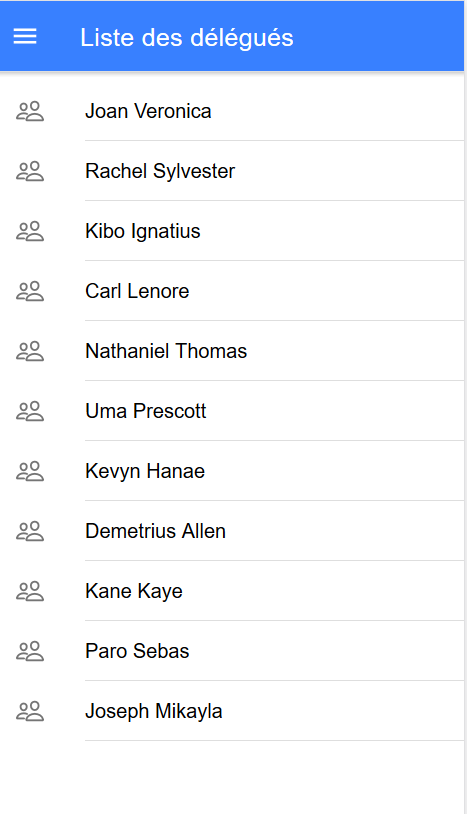 Liste des délégués
Joan Veronica
Rachel Sylvester
Kibo Ignatius
Carl Lenore
Nathaniel Thomas
Uma Prescott
Kevyn Hanae
Demetrius Allen
Kane Kaye
Paro Sebas
Joseph Mikayla